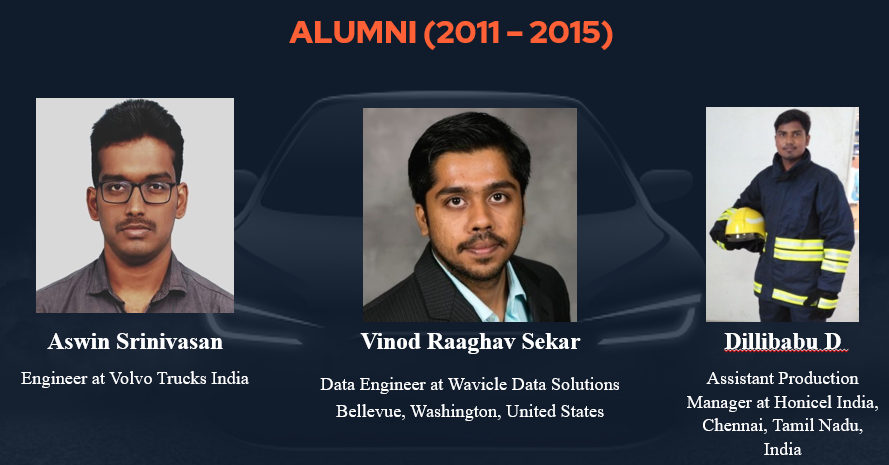 ALUMNI (2011 – 2015)
Aswin Srinivasan
Engineer at Volvo Trucks India
Vinod Raaghav Sekar
Data Engineer at Wavicle Data Solutions
Bellevue, Washington, United States
Dillibabu D
Assistant Production
Manager at Honicel India,
Chennai, Tamil Nadu,
India